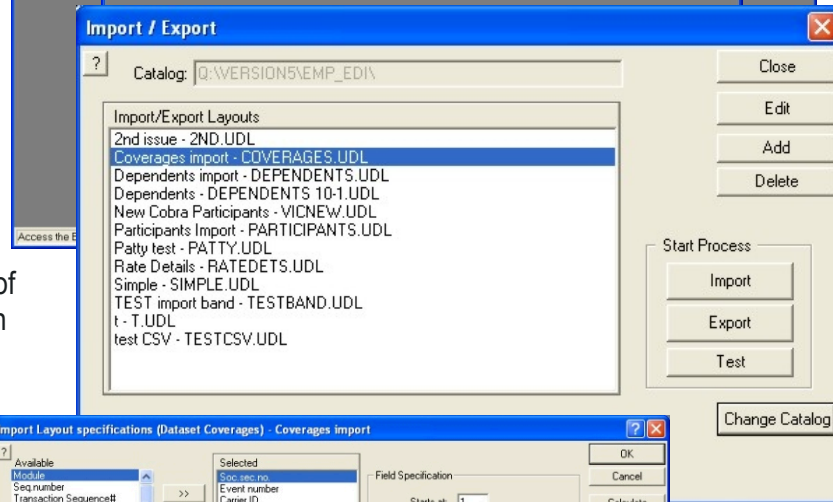 Import / Export
?
Catalog: Q:\VERSION5\EMP_EDI\
Close
Edit
Add
Delete
Import/Export Layouts
2nd issue - 2ND.UDL
Coverages import - COVERAGES.UDL
Dependents import - DEPENDENTS.UDL
Dependents - DEPENDENTS 10-1.UDL
New Cobra Participants - VICNEW.UDL
Participants Import - PARTICIPANTS.UDL
Patty test - PATTY.UDL
Rate Details - RATEDETS.UDL
Simple - SIMPLE.UDL
TEST import band - TESTBAND.UDL
t - T.UDL
test CSV - TESTCSV.UDL
Access the E
of
n
Start Process
Import
Export
Test
Change Catalog
Import Layout specifications (Dataset Coverages) - Coverages import
?
Available
Module
Seq.number
Transaction Sequence#
>>
Selected
Soc.sec.no.
Event number
Carrier ID
Field Specification
Starts at 1
OK
Cancel
Calculate